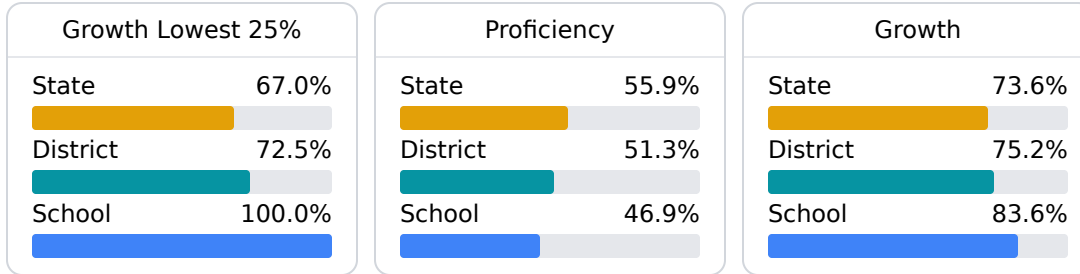 Growth Lowest 25%
State 67.0%
District 72.5%
School 100.0%
Proficiency
State 55.9%
District 51.3%
School 46.9%
Growth
State 73.6%
District 75.2%
School 83.6%